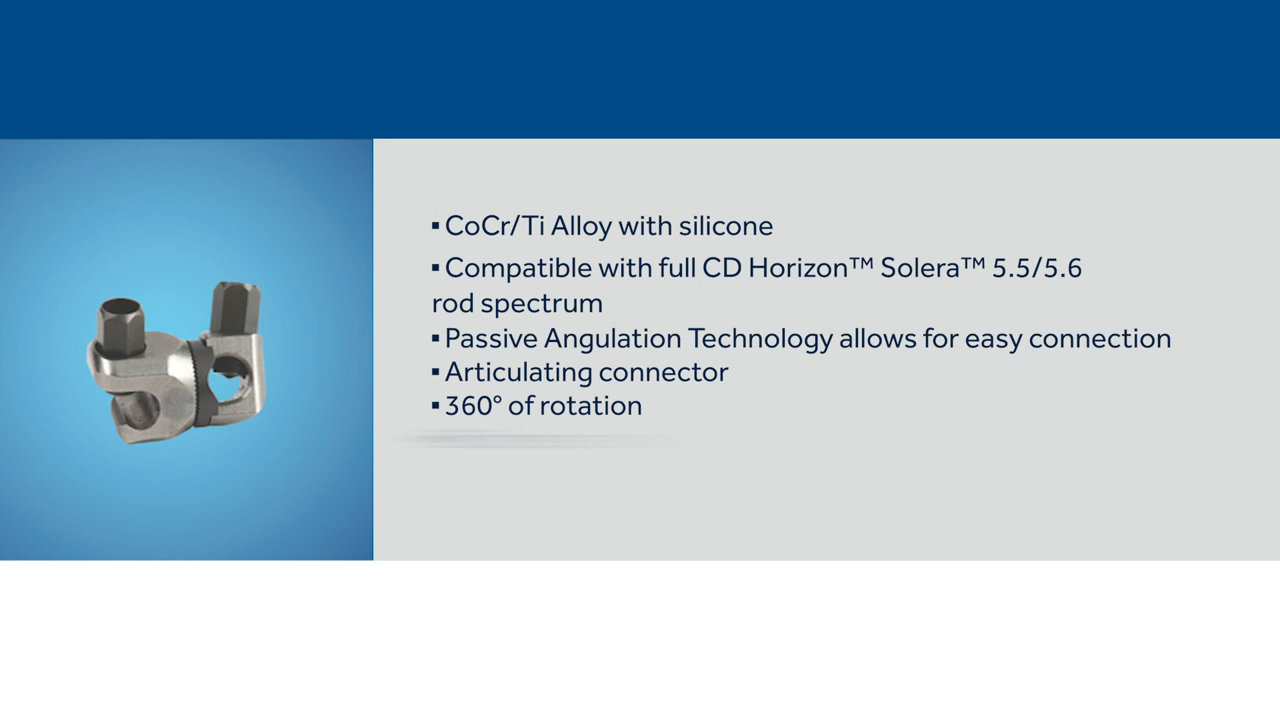 ▪ CoCr/Ti Alloy with silicone
▪ Compatible with full CD Horizon™ Solera™ 5.5/5.6
rod spectrum
▪ Passive Angulation Technology allows for easy connection
▪ Articulating connector
▪ 360° of rotation